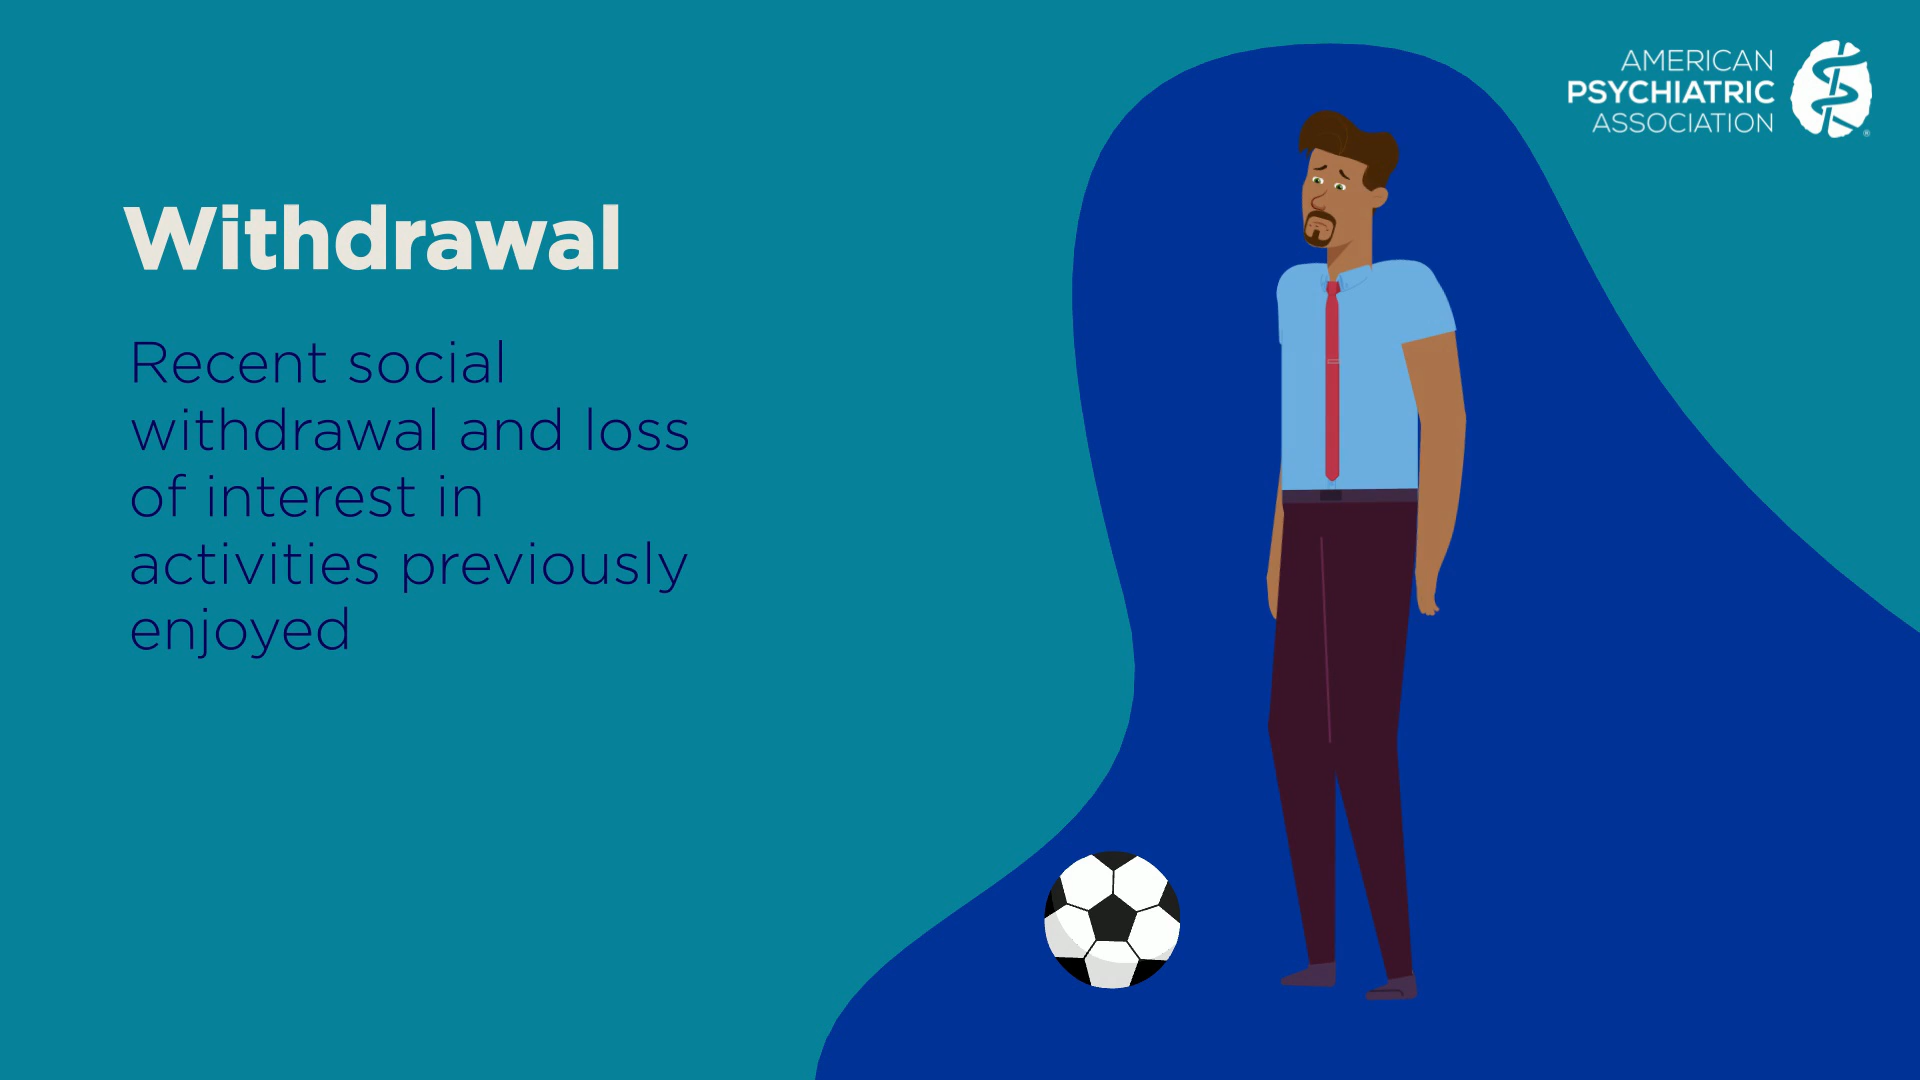 AMERICAN
PSYCHIATRIC
ASSOCIATION
®
Withdrawal
Recent social
withdrawal and loss
of interest in
activities previously
enjoyed